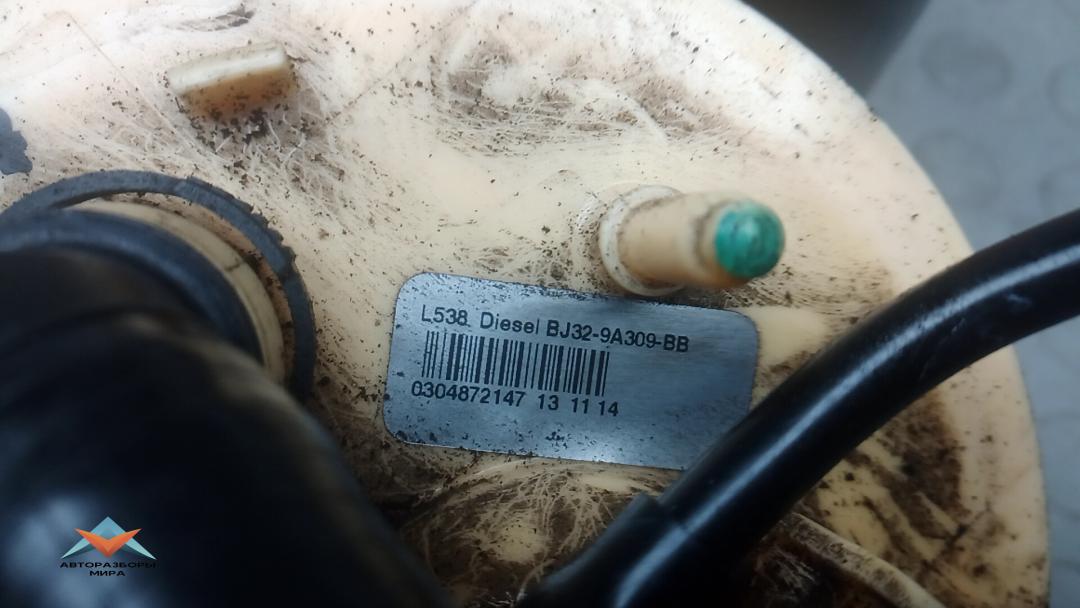 L538 Diesel BJ32-9A309-BB
0304872147 13 11 14
АВТОРАЗБОРЫ
МИРА